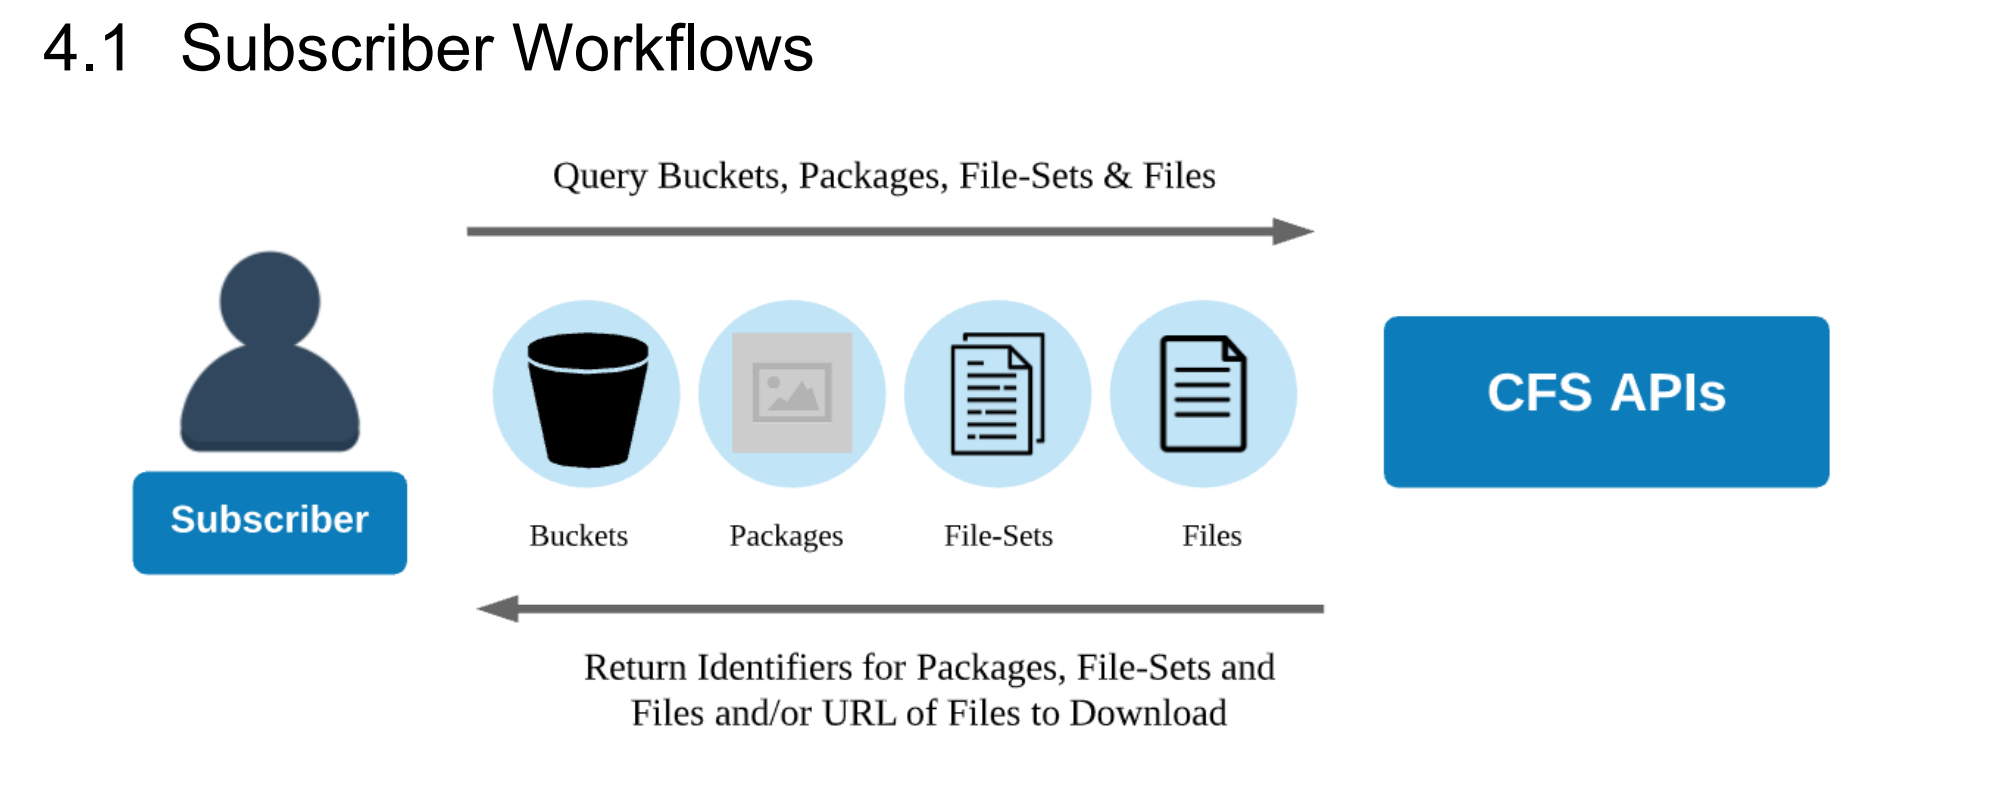 4.1 Subscriber Workflows
Query Buckets, Packages, File-Sets & Files
Subscriber
Buckets
Packages
File-Sets
Files
CFS APIs
Return Identifiers for Packages, File-Sets and
Files and/or URL of Files to Download